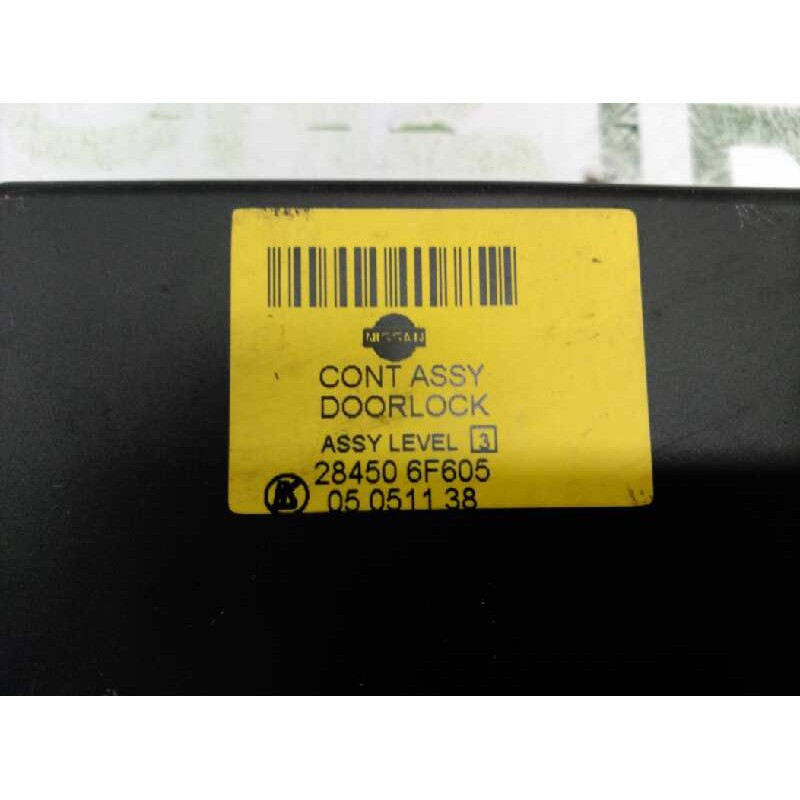 NISSAN
CONT ASSY
DOORLOCK
ASSY LEVEL 3
28450 6F605
05 0511 38